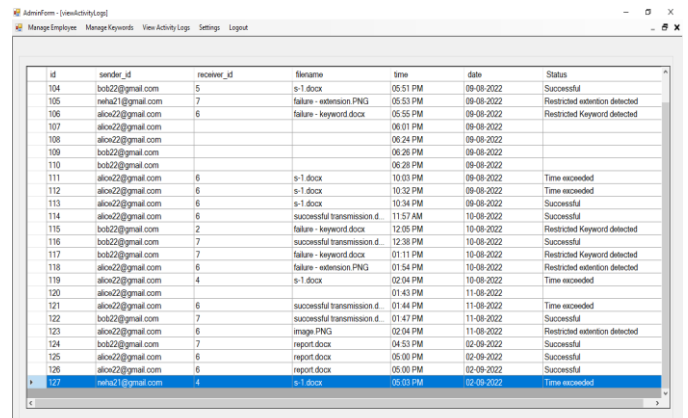 AdminForm - [viewActivityLogs]
Manage Employee Manage Keywords View Activity Logs Settings Logout
id sender_id receiver_id filename time date Status
104 bob22@gmail.com 5 s-1.docx 05:51 PM 09-08-2022 Successful
105 neha21@gmail.com 7 failure - extension.PNG 05:53 PM 09-08-2022 Restricted extention detected
106 alice22@gmail.com 6 failure - keyword.docx 05:55 PM 09-08-2022 Restricted Keyword detected
107 alice22@gmail.com 06:01 PM 09-08-2022
108 alice22@gmail.com 06:24 PM 09-08-2022
109 bob22@gmail.com 06:26 PM 09-08-2022
110 bob22@gmail.com 06:28 PM 09-08-2022
111 alice22@gmail.com 6 s-1.docx 10:03 PM 09-08-2022 Time exceeded
112 alice22@gmail.com 6 s-1.docx 10:32 PM 09-08-2022 Time exceeded
113 alice22@gmail.com 6 s-1.docx 10:34 PM 09-08-2022 Successful
114 alice22@gmail.com 6 successful transmission.d... 11:57 AM 10-08-2022 Successful
115 bob22@gmail.com 2 failure - keyword.docx 12:05 PM 10-08-2022 Restricted Keyword detected
116 bob22@gmail.com 7 successful transmission.d... 12:38 PM 10-08-2022 Successful
117 bob22@gmail.com 7 failure - keyword.docx 01:11 PM 10-08-2022 Restricted Keyword detected
118 alice22@gmail.com 6 failure - extension.PNG 01:54 PM 10-08-2022 Restricted extention detected
119 alice22@gmail.com 4 s-1.docx 02:04 PM 10-08-2022 Time exceeded
120 alice22@gmail.com 01:43 PM 11-08-2022
121 alice22@gmail.com 6 successful transmission.d... 01:44 PM 11-08-2022 Time exceeded
122 bob22@gmail.com 7 successful transmission.d... 01:47 PM 11-08-2022 Successful
123 alice22@gmail.com 6 image.PNG 02:04 PM 11-08-2022 Restricted extention detected
124 bob22@gmail.com 7 report.docx 04:53 PM 02-09-2022 Successful
125 alice22@gmail.com 6 report.docx 05:00 PM 02-09-2022 Successful
126 alice22@gmail.com 6 report.docx 05:00 PM 02-09-2022 Successful
127 neha21@gmail.com 4 s-1.docx 05:03 PM 02-09-2022 Time exceeded